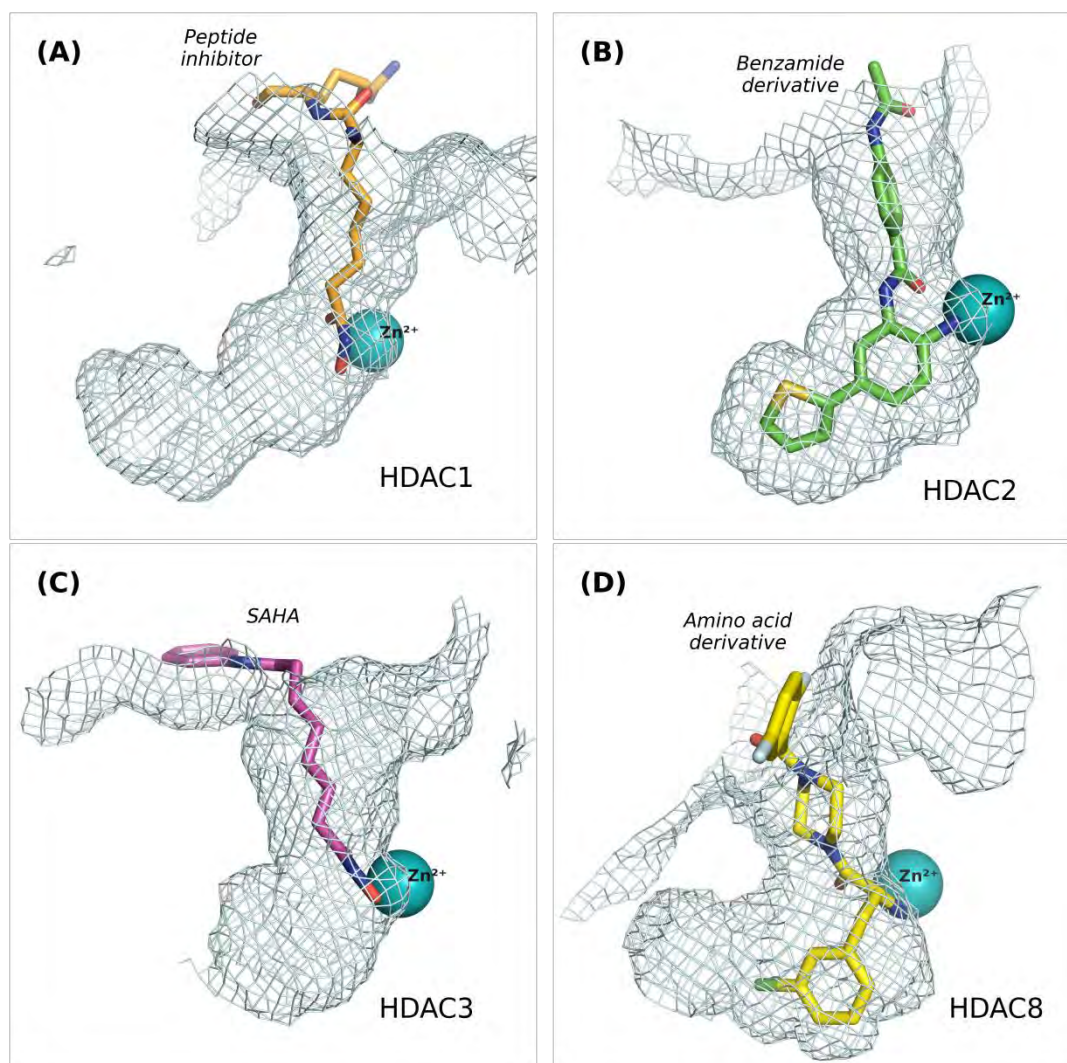 (A)
Peptide
inhibitor
Zn²⁺
HDAC1
(B)
Benzamide
derivative
Zn²⁺
HDAC2
(C)
SAHA
Zn²⁺
HDAC3
(D)
Amino acid
derivative
Zn²⁺
HDAC8